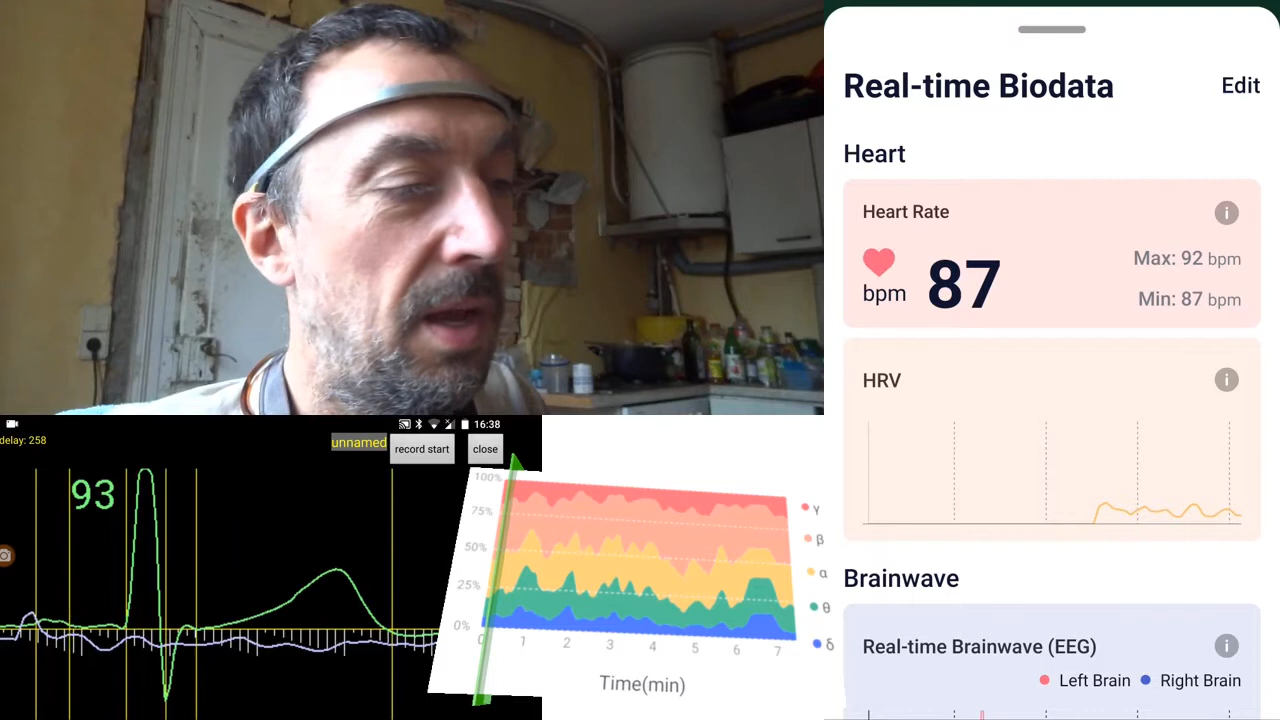 Real-time Biodata
Edit
Heart
Heart Rate
bpm
87
Max: 92 bpm
Min: 87 bpm
HRV
Brainwave
Real-time Brainwave (EEG)
Left Brain
Right Brain
16:38
delay: 258
unnamed
record start
close
93
100%
75%
50%
25%
0%
0
1
2
3
4
5
6
7
Time(min)
γ
β
α
θ
δ